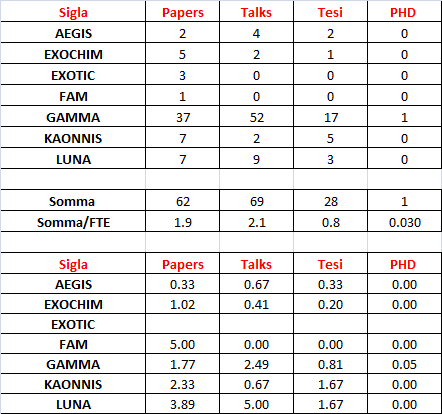 Sigla Papers Talks Tesi PHD
AEGIS 2 4 2 0
EXOCHIM 5 2 1 0
EXOTIC 3 0 0 0
FAM 1 0 0 0
GAMMA 37 52 17 1
KAONNIS 7 2 5 0
LUNA 7 9 3 0
Somma 62 69 28 1
Somma/FTE 1.9 2.1 0.8 0.030
Sigla Papers Talks Tesi PHD
AEGIS 0.33 0.67 0.33 0.00
EXOCHIM 1.02 0.41 0.20 0.00
EXOTIC
FAM 5.00 0.00 0.00 0.00
GAMMA 1.77 2.49 0.81 0.05
KAONNIS 2.33 0.67 1.67 0.00
LUNA 3.89 5.00 1.67 0.00